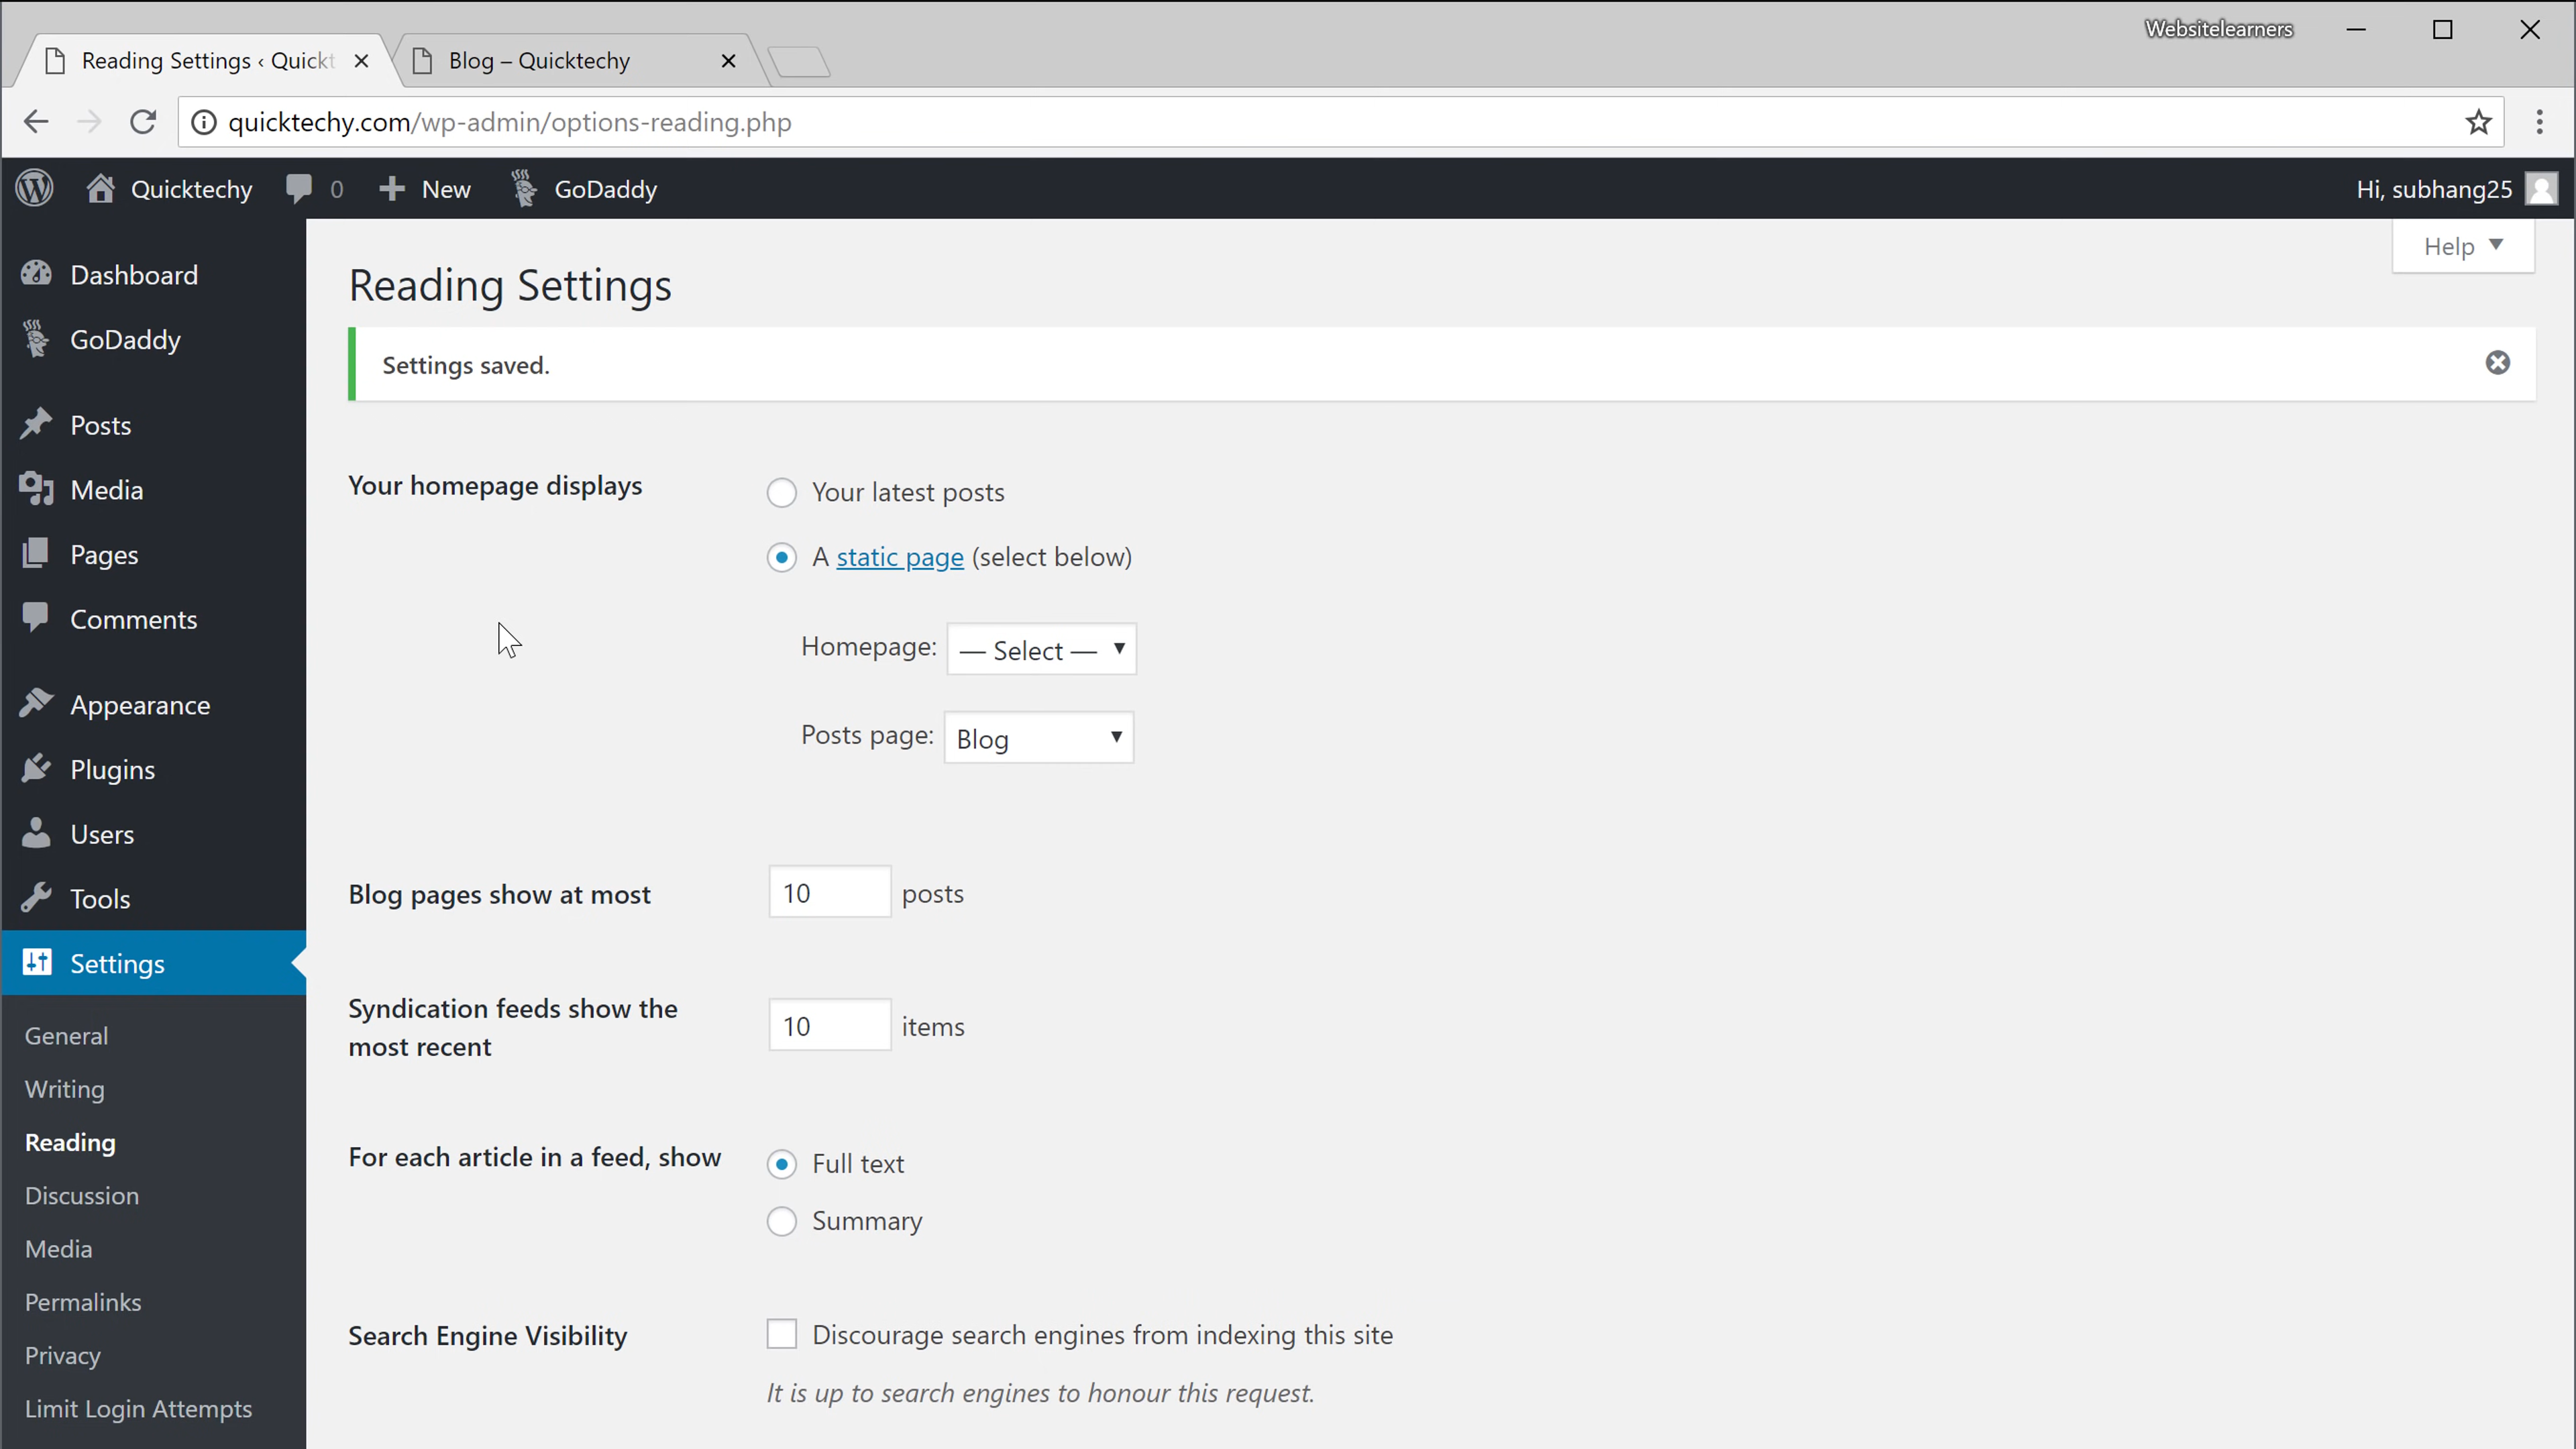 Websitelearners
Reading Settings ‹ Quickt
Blog – Quicktechy
quicktechy.com/wp-admin/options-reading.php
Quicktechy 0 New GoDaddy Hi, subhang25
Help
Dashboard
GoDaddy
Posts
Media
Pages
Comments
Appearance
Plugins
Users
Tools
Settings
General
Writing
Reading
Discussion
Media
Permalinks
Privacy
Limit Login Attempts
Reading Settings
Settings saved.
Your homepage displays
Your latest posts
A static page (select below)
Homepage: — Select —
Posts page: Blog
Blog pages show at most 10 posts
Syndication feeds show the
most recent
10 items
For each article in a feed, show
Full text
Summary
Search Engine Visibility
Discourage search engines from indexing this site
It is up to search engines to honour this request.